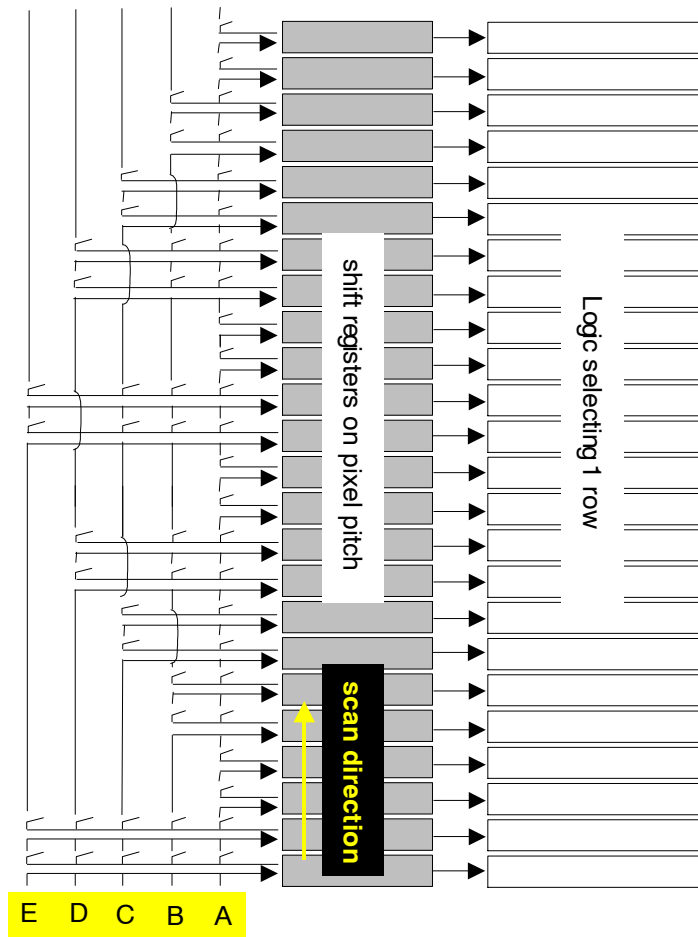 shift registers on pixel pitch
Logic selecting 1 row
scan direction
E D C B A